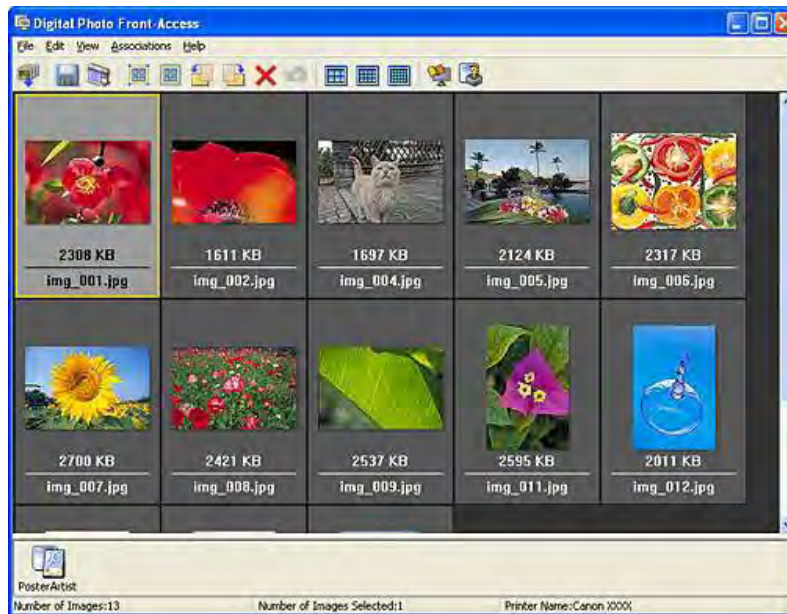 Digital Photo Front-Access
File Edit View Associations Help
2308 KB 1611 KB 1697 KB 2124 KB 2317 KB
img_001.jpg img_002.jpg img_004.jpg img_005.jpg img_006.jpg
2700 KB 2421 KB 2537 KB 2595 KB 2011 KB
img_007.jpg img_008.jpg img_009.jpg img_011.jpg img_012.jpg
PosterArtist
Number of Images:13 Number of Images Selected:1 Printer Name:Canon XXXX